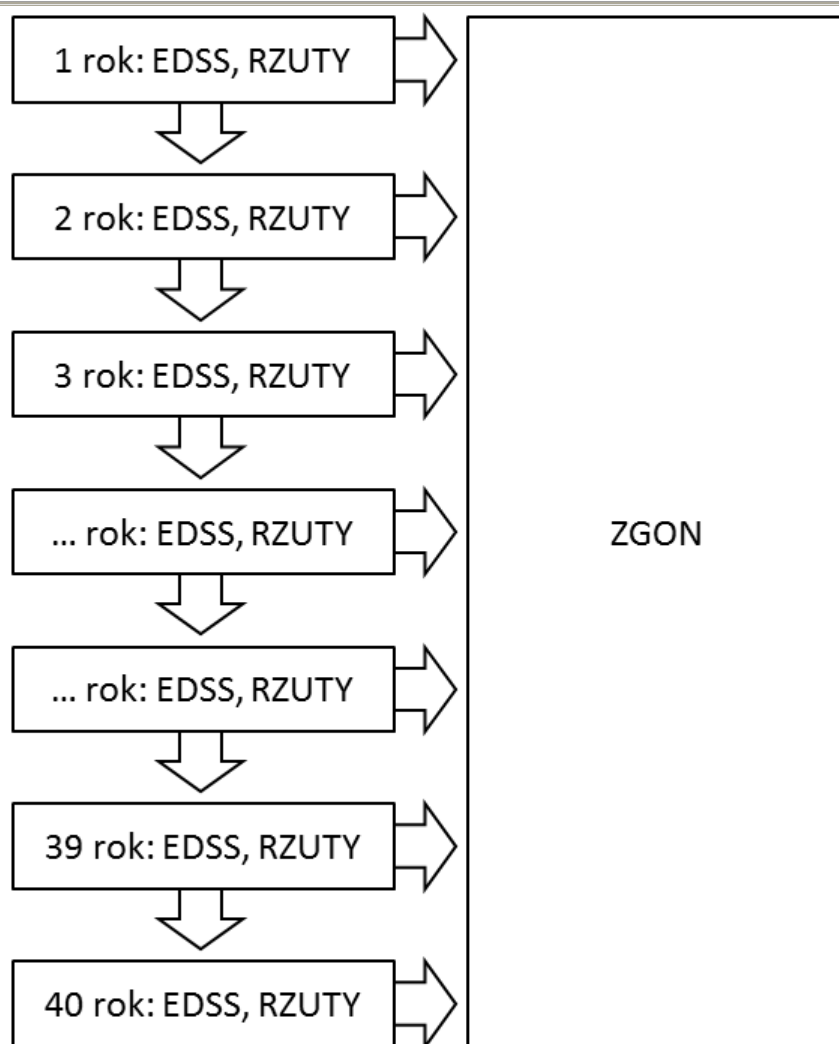 1 rok: EDSS, RZUTY
2 rok: EDSS, RZUTY
3 rok: EDSS, RZUTY
... rok: EDSS, RZUTY
ZGON
... rok: EDSS, RZUTY
39 rok: EDSS, RZUTY
40 rok: EDSS, RZUTY